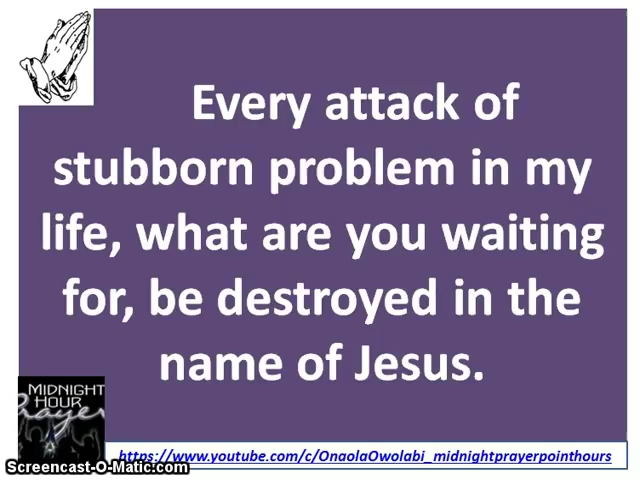 Every attack of
stubborn problem in my
life, what are you waiting
for, be destroyed in the
name of Jesus.
MIDNIGHT
HOUR
Prayer
https://www.youtube.com/c/OnaolaOwolabi_midnightprayerpointhours
Screencast-O-Matic.com